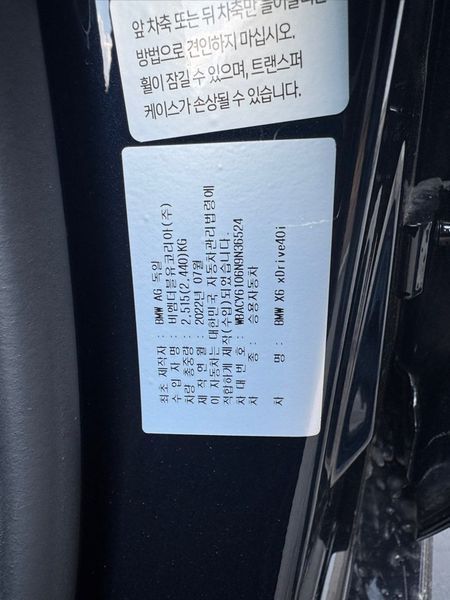 앞 차축 또는 뒤 차축만 들어올리는
방법으로 견인하지 마십시오.
휠이 잠길 수 있으며, 트랜스퍼
케이스가 손상될 수 있습니다.
최초 제작자 : BMW AG 독일
수입 자명 : 비엠더블유코리아(주)
차량 총중량 : 2,515(2,440)KG
제작연월 : 2022년 07월
이 자동차는 대한민국 자동차관리법령에
적합하게 제작(수입)되었습니다.
차대번호 : WBACY6106N9N36524
차종 : 승용자동차
차명 : BMW X6 xDrive40i